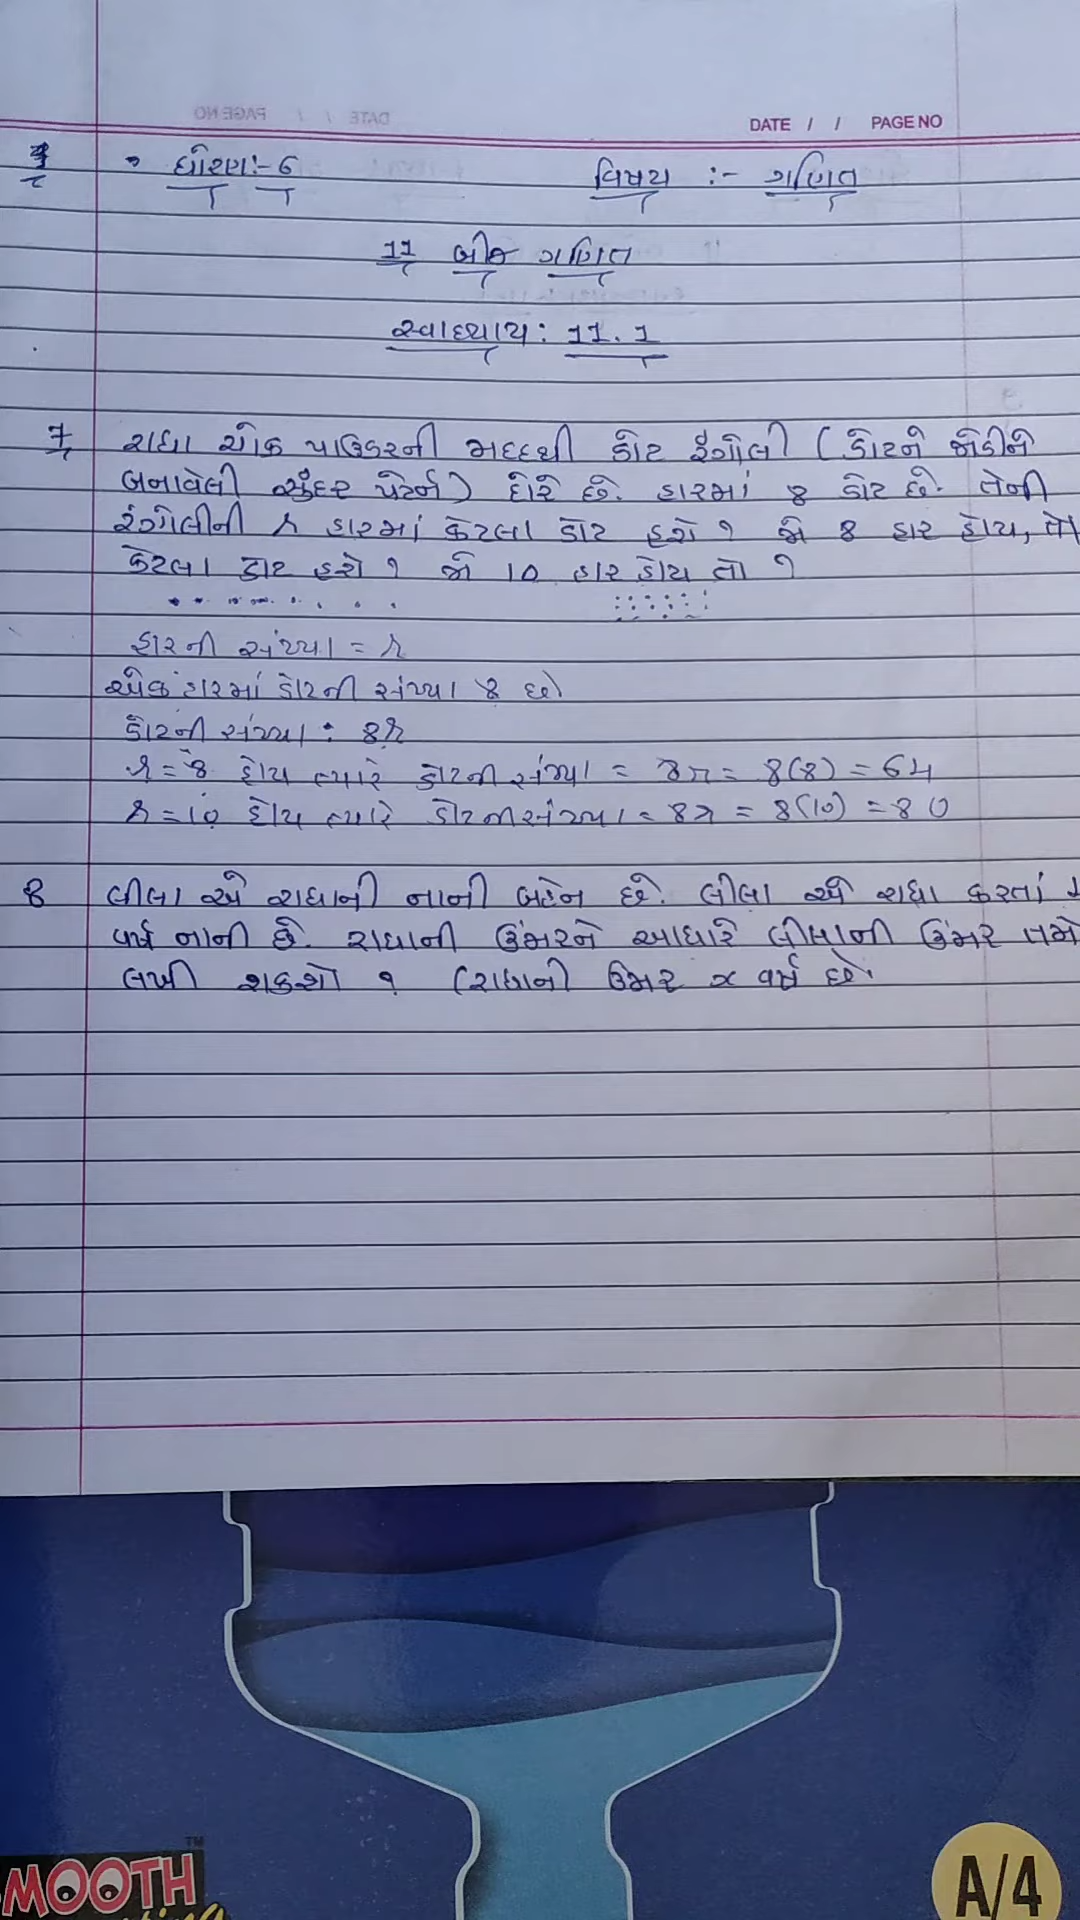 DATE / / PAGE NO
ધોરણ:- 6 વિષય :- ગણિત
11 બીજ ગણિત
સ્વાધ્યાય: 11.1
7 રાધા ચોક પાઉડરની મદદથી ડોટ રંગોલી (ડોટને જોડીને
બનાવેલી સુંદર પેટર્ન) દોરે છે. હારમાં 8 ડોટ છે. તેની
રંગોલીની r હારમાં કેટલા ડોટ હશે ? જો 8 હાર હોય, તો
કેટલા ડોટ હશે ? જો 10 હાર હોય તો ?
હારની સંખ્યા = r
એક હારમાં ડોટની સંખ્યા 8 છે
ડોટની સંખ્યા : 8r
r = 8 હોય ત્યારે ડોટની સંખ્યા = 8r = 8(8) = 64
r = 10 હોય ત્યારે ડોટની સંખ્યા = 8r = 8(10) = 80
8 લીલા એ રાધાની નાની બહેન છે. લીલા એ રાધા કરતાં
વર્ષ નાની છે. રાધાની ઉંમરને આધારે લીલાની ઉંમર તમે
લખી શકશો ? (રાધાની ઉંમર x વર્ષ છે.
MOOTH
TM
A/4